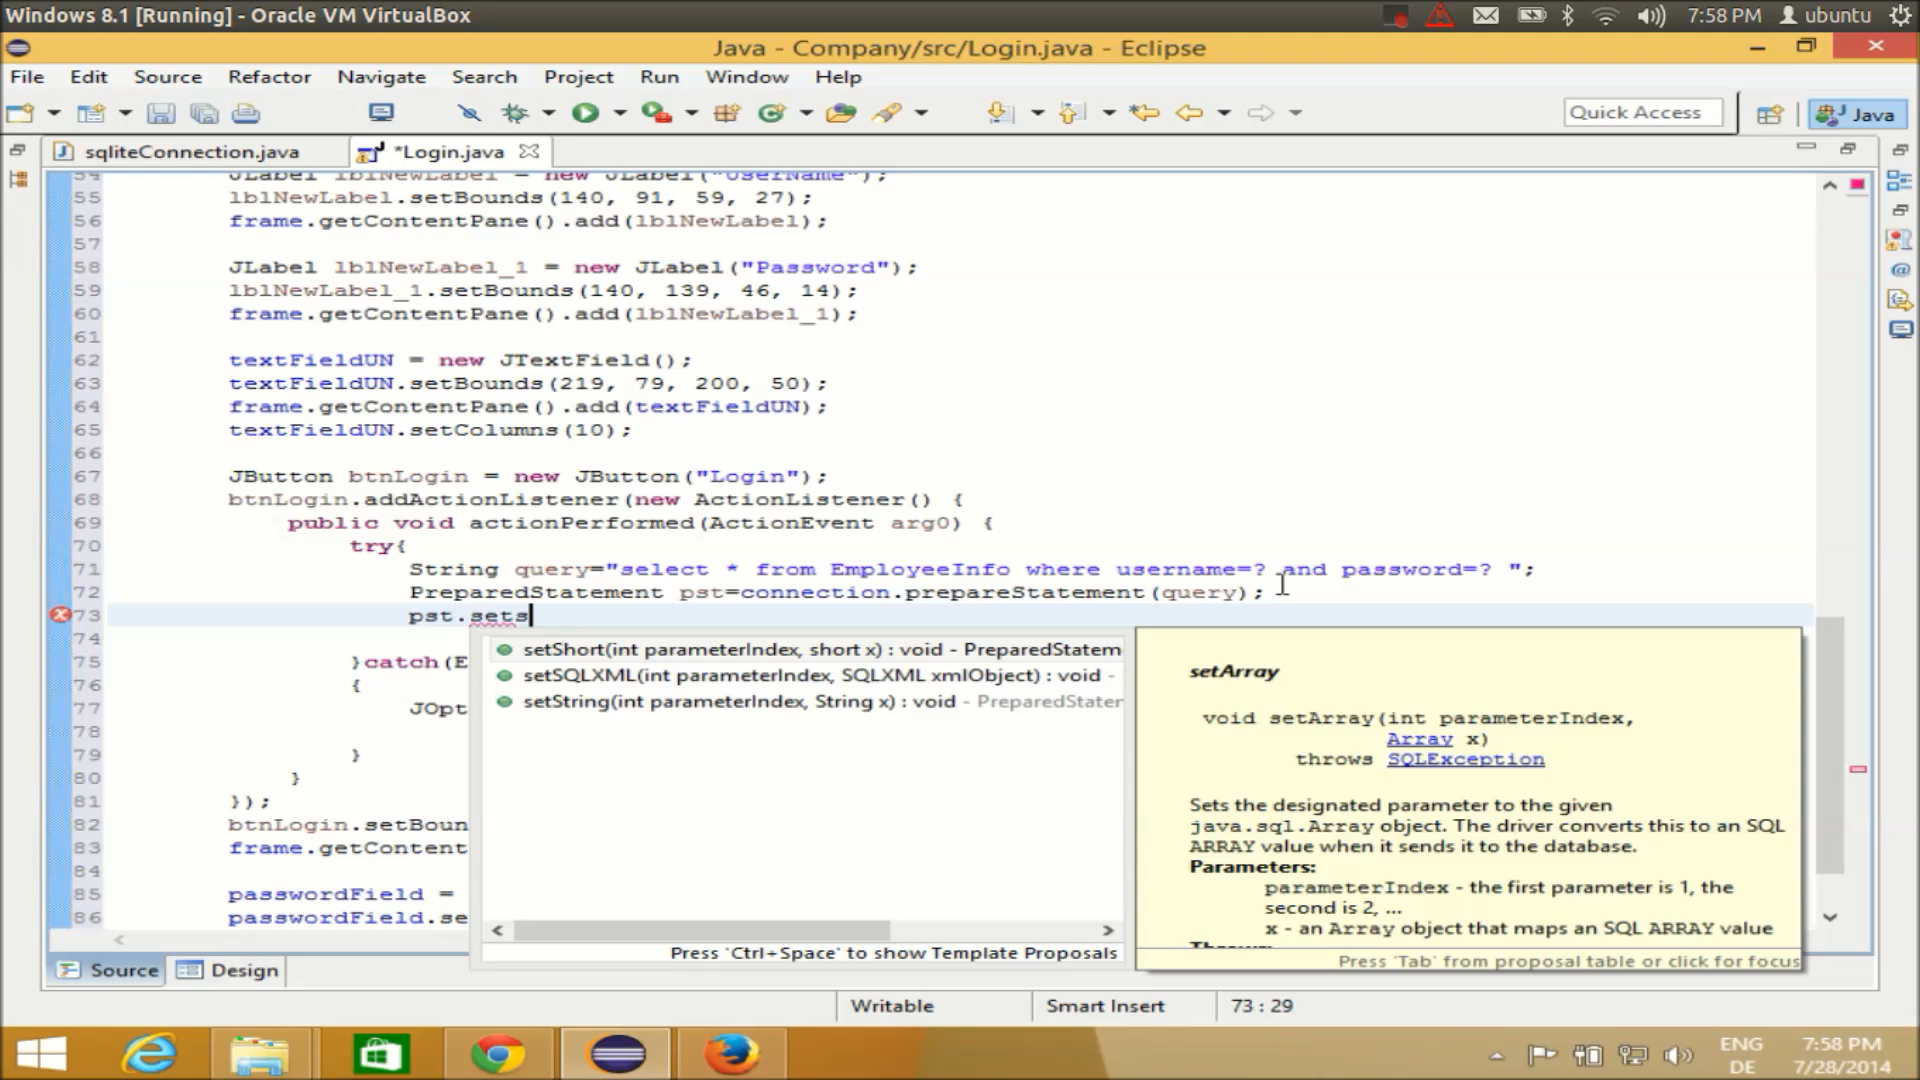 Windows 8.1 [Running] - Oracle VM VirtualBox
7:58 PM ubuntu
Java - Company/src/Login.java - Eclipse
File Edit Source Refactor Navigate Search Project Run Window Help
Quick Access Java
sqliteConnection.java *Login.java
54 JLabel lblNewLabel = new JLabel("UserName");
55 lblNewLabel.setBounds(140, 91, 59, 27);
56 frame.getContentPane().add(lblNewLabel);
57
58 JLabel lblNewLabel_1 = new JLabel("Password");
59 lblNewLabel_1.setBounds(140, 139, 46, 14);
60 frame.getContentPane().add(lblNewLabel_1);
61
62 textFieldUN = new JTextField();
63 textFieldUN.setBounds(219, 79, 200, 50);
64 frame.getContentPane().add(textFieldUN);
65 textFieldUN.setColumns(10);
66
67 JButton btnLogin = new JButton("Login");
68 btnLogin.addActionListener(new ActionListener() {
69 public void actionPerformed(ActionEvent arg0) {
70 try{
71 String query="select * from EmployeeInfo where username=? and password=? ";
72 PreparedStatement pst=connection.prepareStatement(query);
73 pst.sets
74
75 }catch(E
76 {
77 JOpt
78
79 }
80 }
81 });
82 btnLogin.setBoun
83 frame.getContent
84
85 passwordField =
86 passwordField.se
setShort(int parameterIndex, short x) : void - PreparedStatem
setSQLXML(int parameterIndex, SQLXML xmlObject) : void -
setString(int parameterIndex, String x) : void - PreparedStater
Press 'Ctrl+Space' to show Template Proposals
setArray
void setArray(int parameterIndex,
Array x)
throws SQLException
Sets the designated parameter to the given
java.sql.Array object. The driver converts this to an SQL
ARRAY value when it sends it to the database.
Parameters:
parameterIndex - the first parameter is 1, the
second is 2, ...
x - an Array object that maps an SQL ARRAY value
Press 'Tab' from proposal table or click for focus
Source Design
Writable Smart Insert 73 : 29
ENG 7:58 PM
DE 7/28/2014